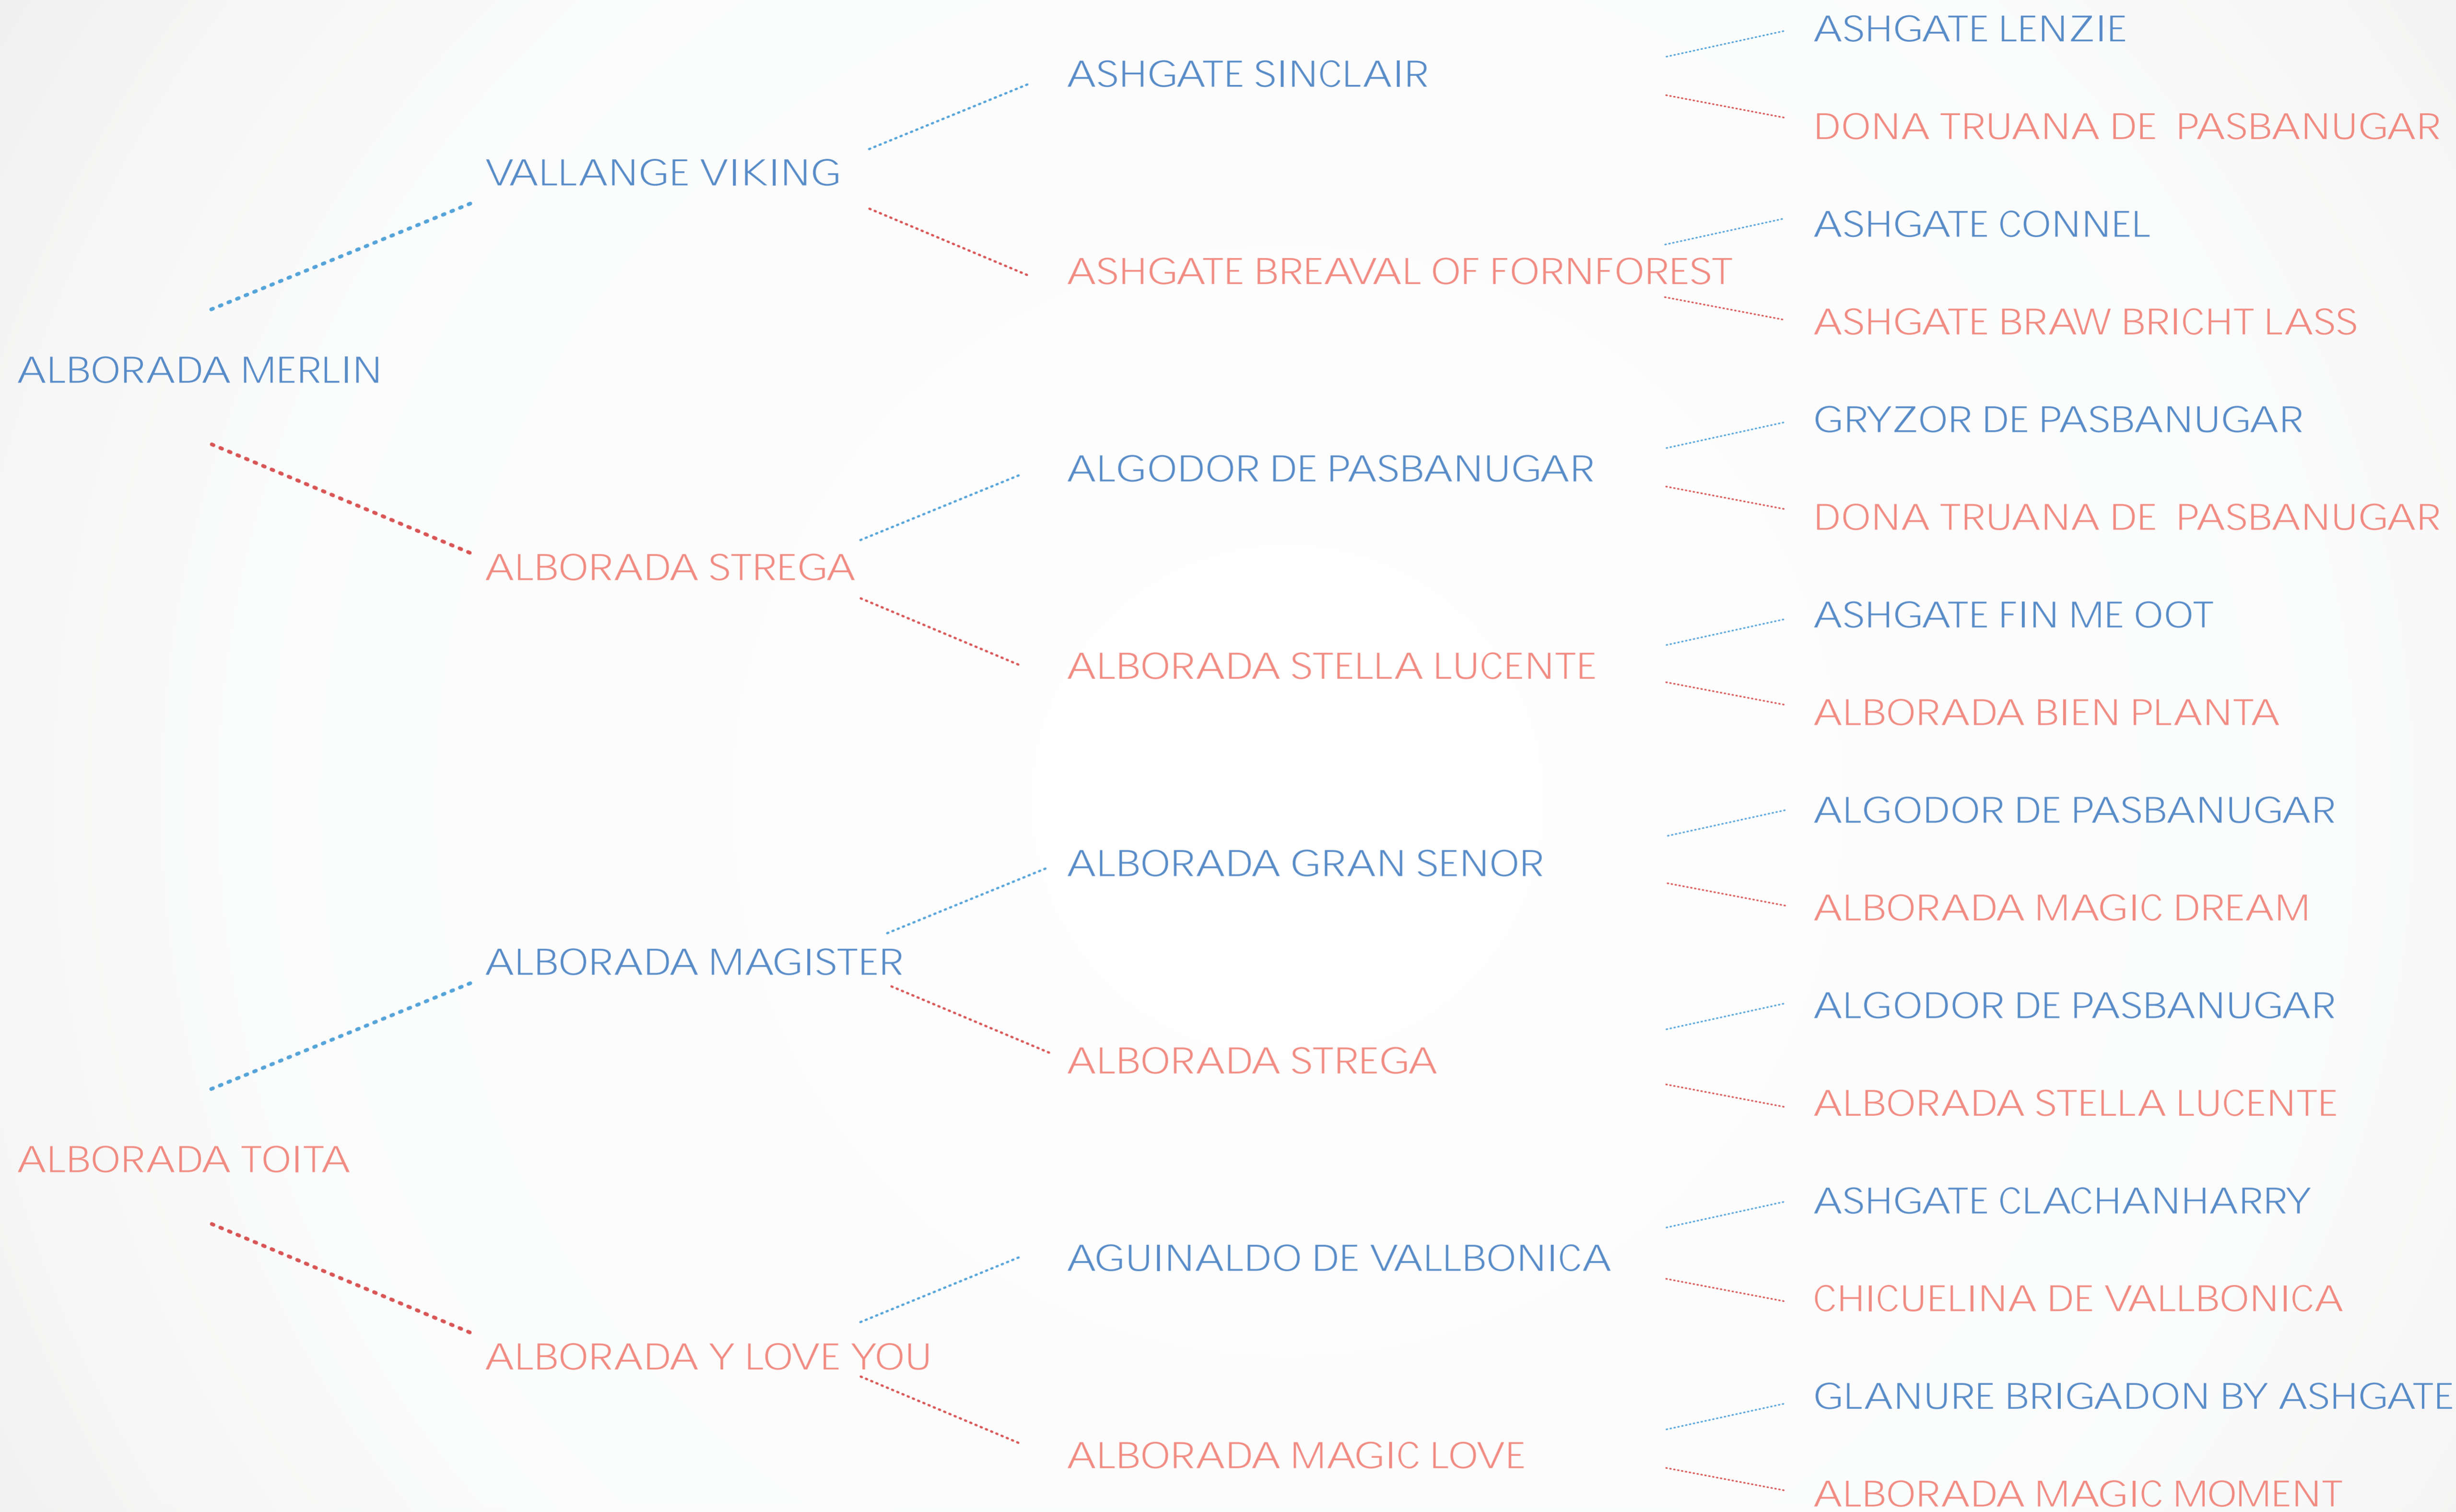 ASHGATE LENZIE
ASHGATE SINCLAIR
DONA TRUANA DE  PASBANUGAR
VALLANGE VIKING
ASHGATE CONNEL
ASHGATE BREAVAL OF FORNFOREST
ASHGATE BRAW BRICHT LASS
ALBORADA MERLIN
GRYZOR DE PASBANUGAR
ALGODOR DE PASBANUGAR
DONA TRUANA DE  PASBANUGAR
ALBORADA STREGA
ASHGATE FIN ME OOT
ALBORADA STELLA LUCENTE
ALBORADA BIEN PLANTA
ALGODOR DE PASBANUGAR
ALBORADA GRAN SENOR
ALBORADA MAGIC DREAM
ALBORADA MAGISTER
ALGODOR DE PASBANUGAR
ALBORADA STREGA
ALBORADA STELLA LUCENTE
ALBORADA TOITA
ASHGATE CLACHANHARRY
AGUINALDO DE VALLBONICA
CHICUELINA DE VALLBONICA
ALBORADA Y LOVE YOU
GLANURE BRIGADON BY ASHGATE
ALBORADA MAGIC LOVE
ALBORADA MAGIC MOMENT